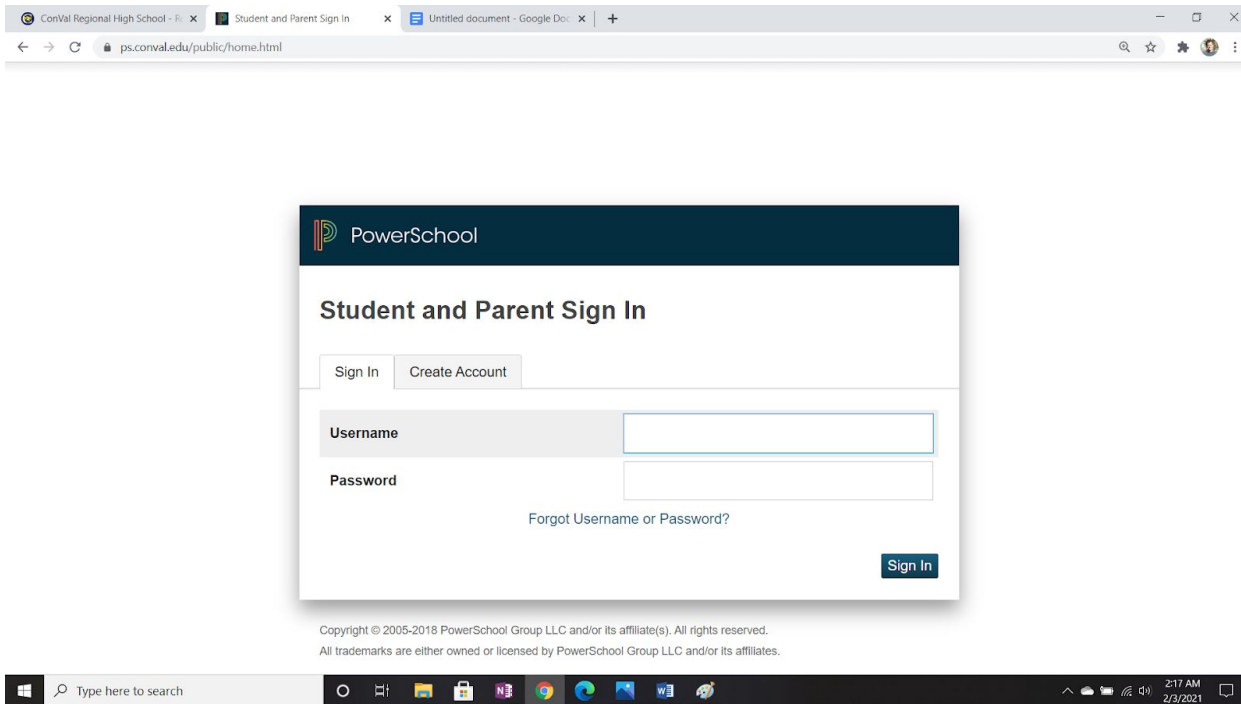 ConVal Regional High School - R
Student and Parent Sign In
Untitled document - Google Doc
ps.conval.edu/public/home.html
PowerSchool
Student and Parent Sign In
Sign In
Create Account
Username
Password
Forgot Username or Password?
Sign In
Copyright © 2005-2018 PowerSchool Group LLC and/or its affiliate(s). All rights reserved.
All trademarks are either owned or licensed by PowerSchool Group LLC and/or its affiliates.
Type here to search
2:17 AM
2/3/2021